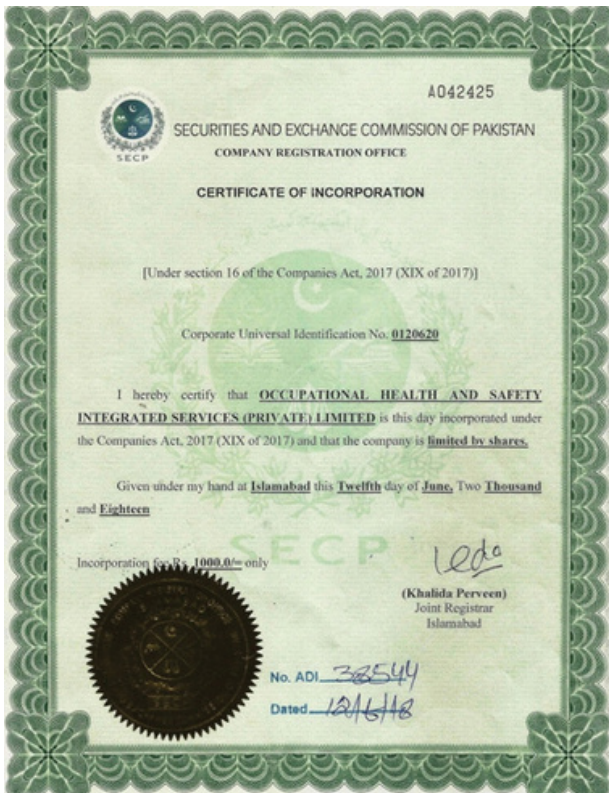 A042425
SECP
SECURITIES AND EXCHANGE COMMISSION OF PAKISTAN
COMPANY REGISTRATION OFFICE
CERTIFICATE OF INCORPORATION
[Under section 16 of the Companies Act, 2017 (XIX of 2017)]
Corporate Universal Identification No. 0120620
I hereby certify that OCCUPATIONAL HEALTH AND SAFETY
INTEGRATED SERVICES (PRIVATE) LIMITED is this day incorporated under
the Companies Act, 2017 (XIX of 2017) and that the company is limited by shares.
Given under my hand at Islamabad this Twelfth day of June, Two Thousand
and Eighteen
SECP
Incorporation fee Rs. 1000.0/= only
(Khalida Perveen)
Joint Registrar
Islamabad
No. ADI 38544
Dated 12/6/18